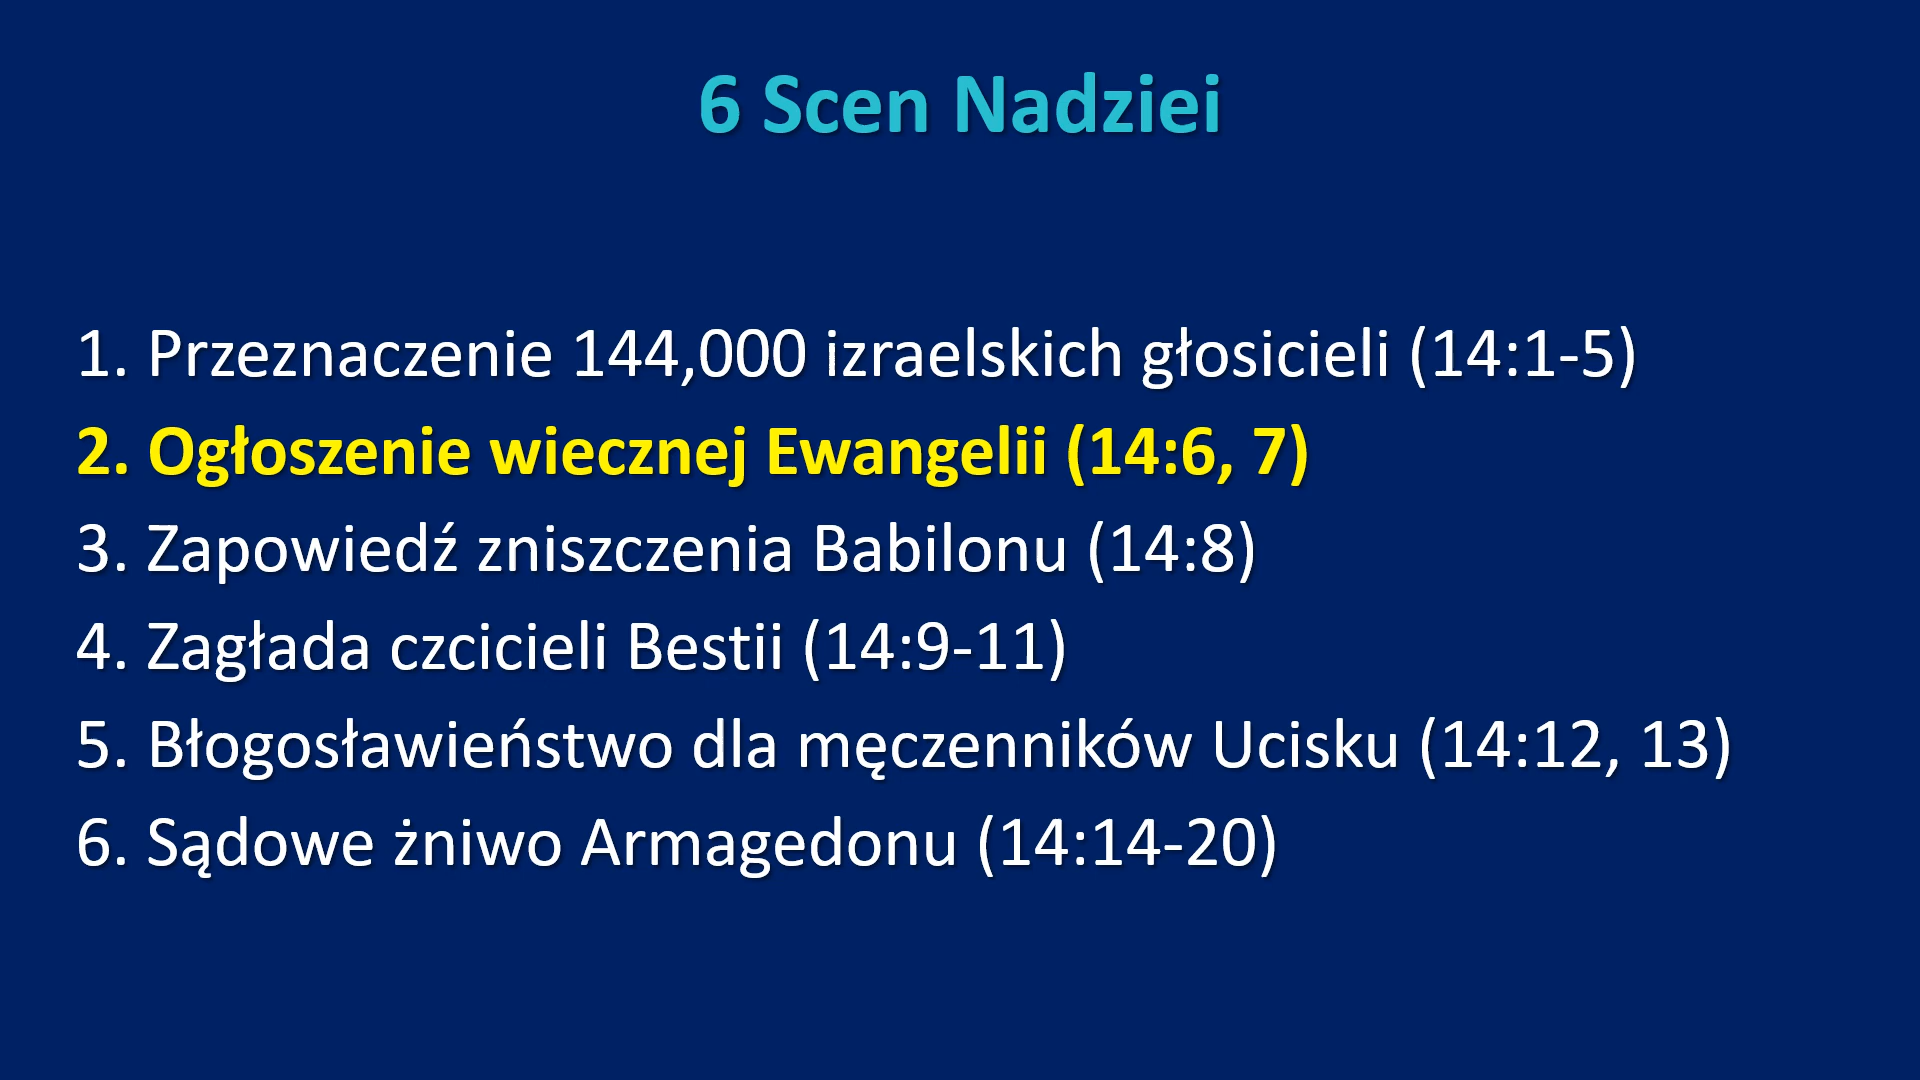 6 Scen Nadziei
1. Przeznaczenie 144,000 izraelskich głosicieli (14:1-5)
2. Ogłoszenie wiecznej Ewangelii (14:6, 7)
3. Zapowiedź zniszczenia Babilonu (14:8)
4. Zagłada czcicieli Bestii (14:9-11)
5. Błogosławieństwo dla męczenników Ucisku (14:12, 13)
6. Sądowe żniwo Armagedonu (14:14-20)